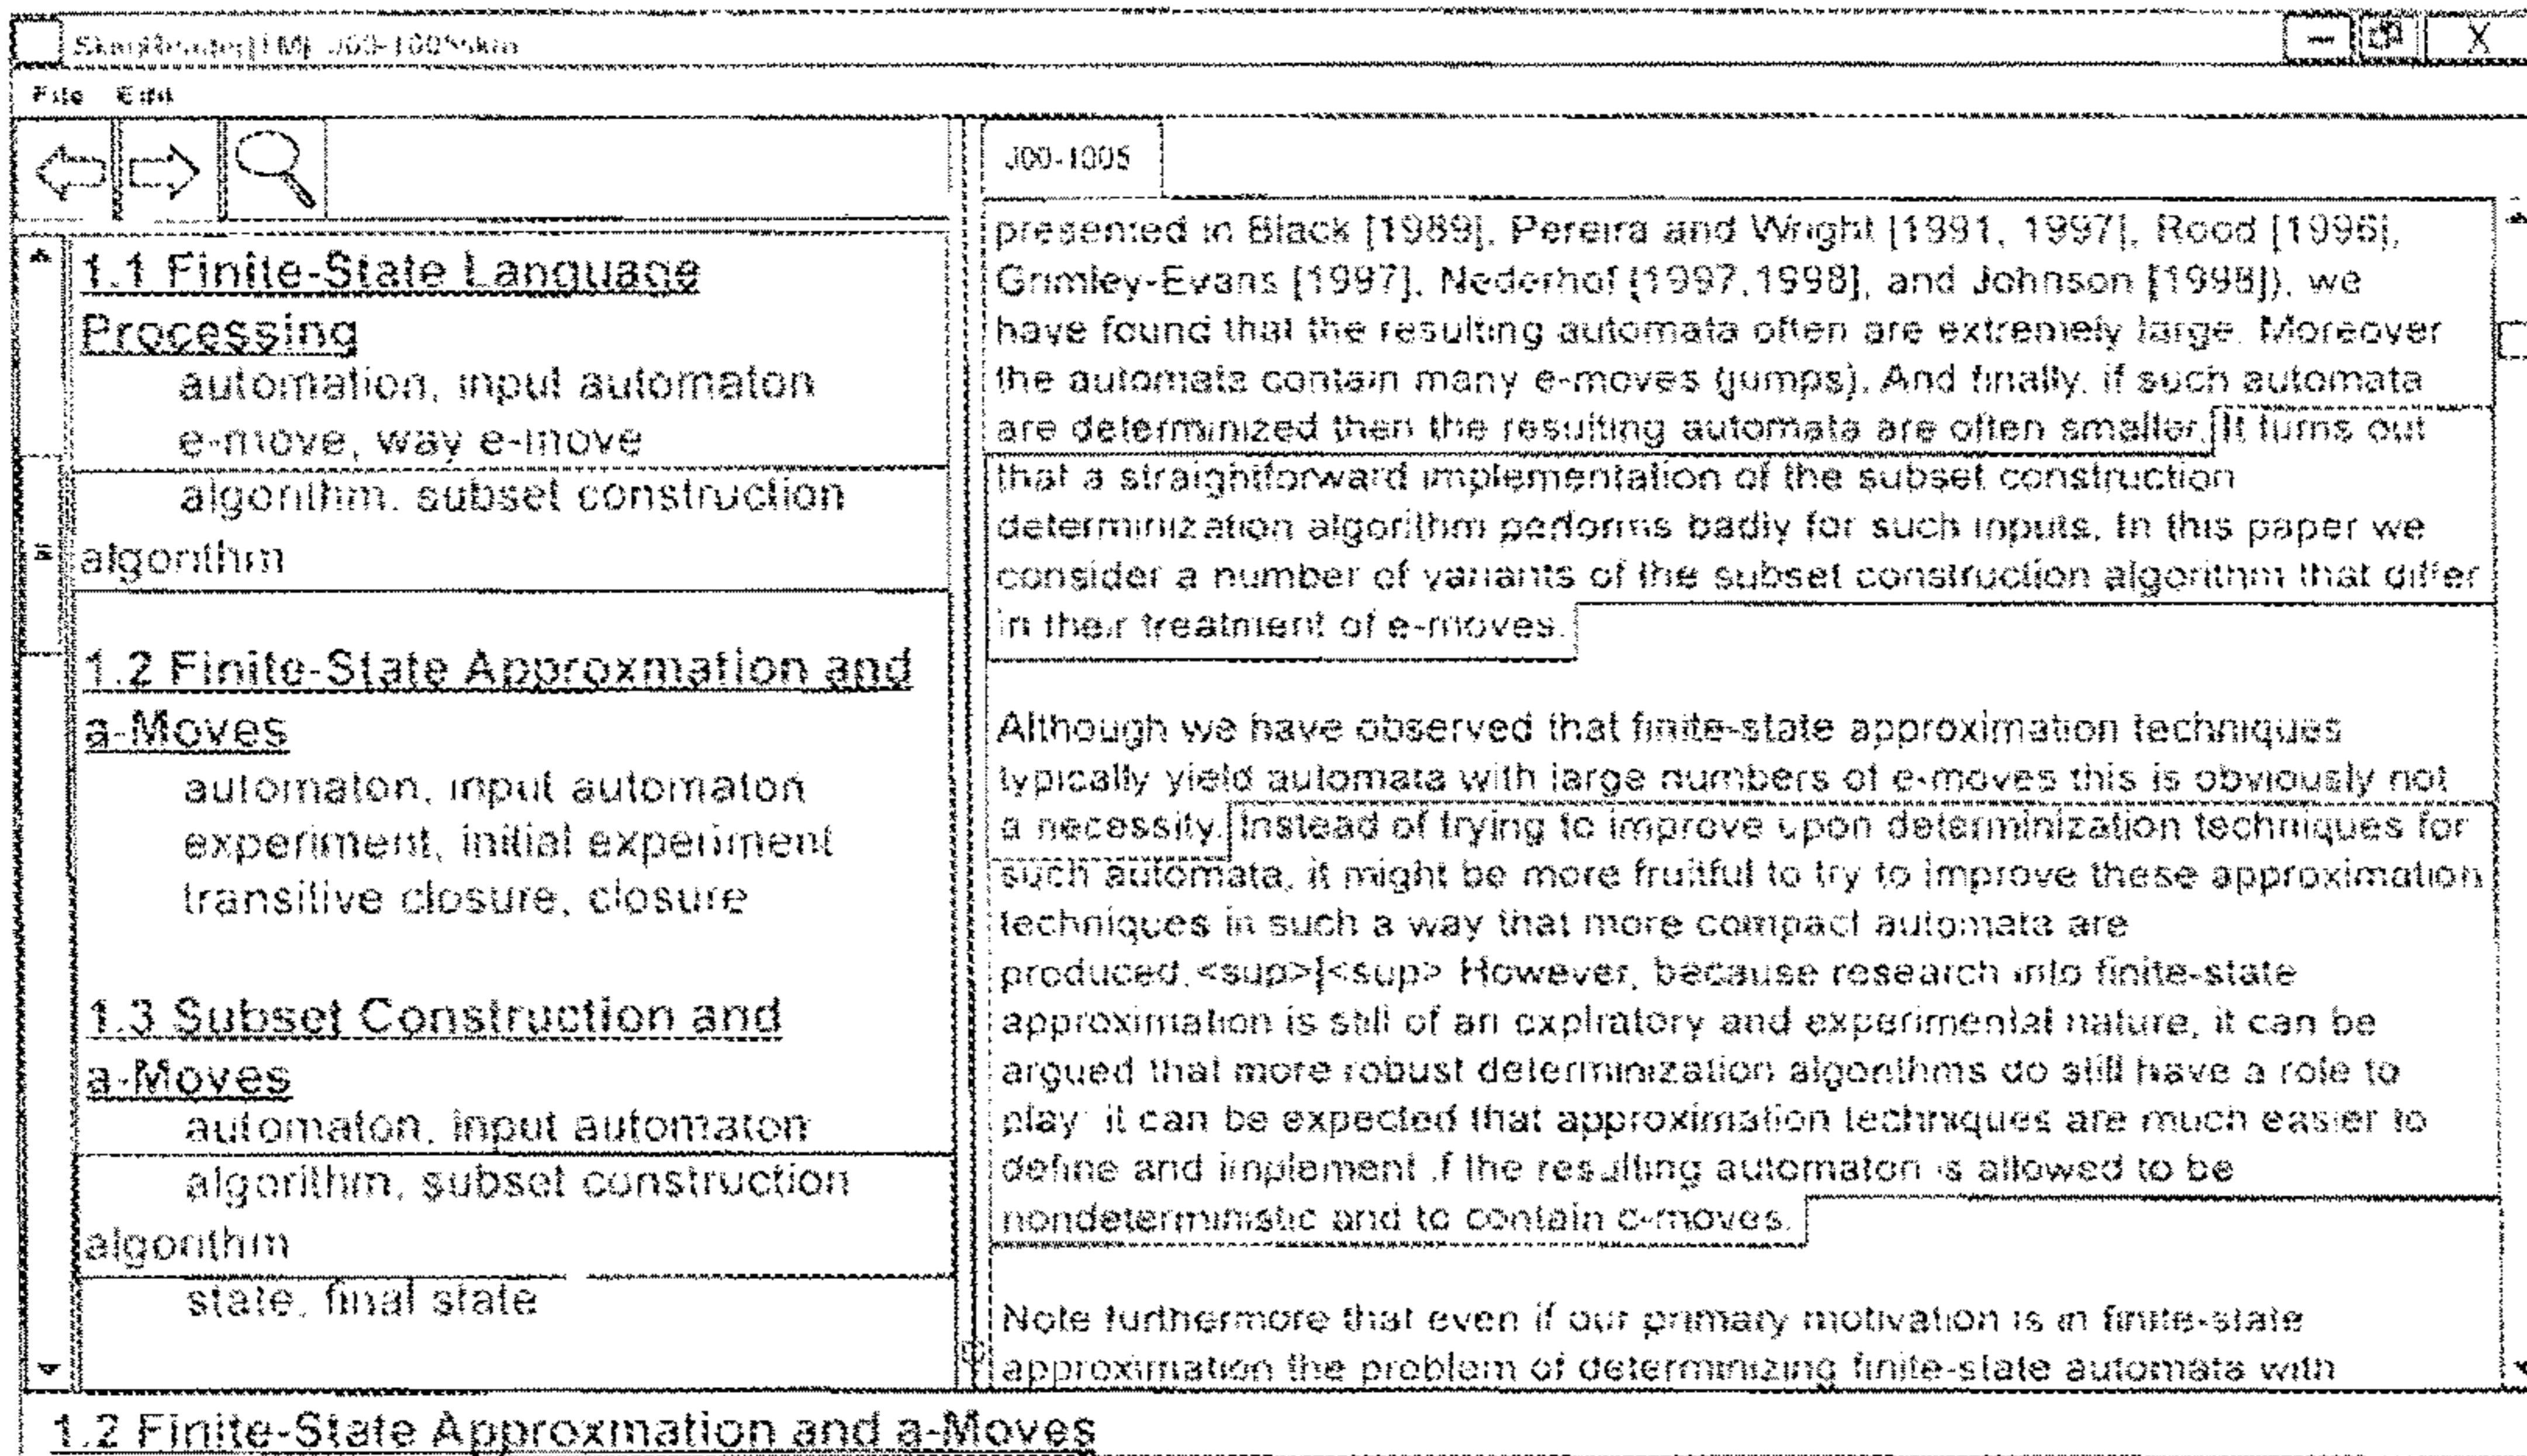 File Edit
1.1 Finite-State Language
Processing
automation, input automaton
e-move, way e-move
algorithm, subset construction
algorithm
1.2 Finite-State Approxmation and
a-Moves
automaton, input automaton
experiment, initial experiment
transitive closure, closure
1.3 Subset Construction and
a-Moves
automaton, input automaton
algorithm, subset construction
algorithm
state, final state
J00-1005
presented in Black [1989], Pereira and Wright [1991, 1997], Rood [1996],
Grimley-Evans [1997], Nederhof [1997,1998], and Johnson [1998]), we
have found that the resulting automata often are extremely large. Moreover
the automata contain many e-moves (jumps). And finally, if such automata
are determinized then the resulting automata are often smaller. It turns out
that a straightforward implementation of the subset construction
determinization algorithm performs badly for such inputs. In this paper we
consider a number of variants of the subset construction algorithm that differ
in their treatment of e-moves.
Although we have observed that finite-state approximation techniques
typically yield automata with large numbers of e-moves this is obviously not
a necessity. Instead of trying to improve upon determinization techniques for
such automata, it might be more fruitful to try to improve these approximation
techniques in such a way that more compact automata are
produced.<sup>[<sup> However, because research into finite-state
approximation is still of an explratory and experimental nature, it can be
argued that more robust determinization algorithms do still have a role to
play: it can be expected that approximation techniques are much easier to
define and implement if the resulting automaton is allowed to be
nondeterministic and to contain e-moves.
Note furthermore that even if our primary motivation is in finite-state
approximation the problem of determinizing finite-state automata with
1.2 Finite-State Approxmation and a-Moves